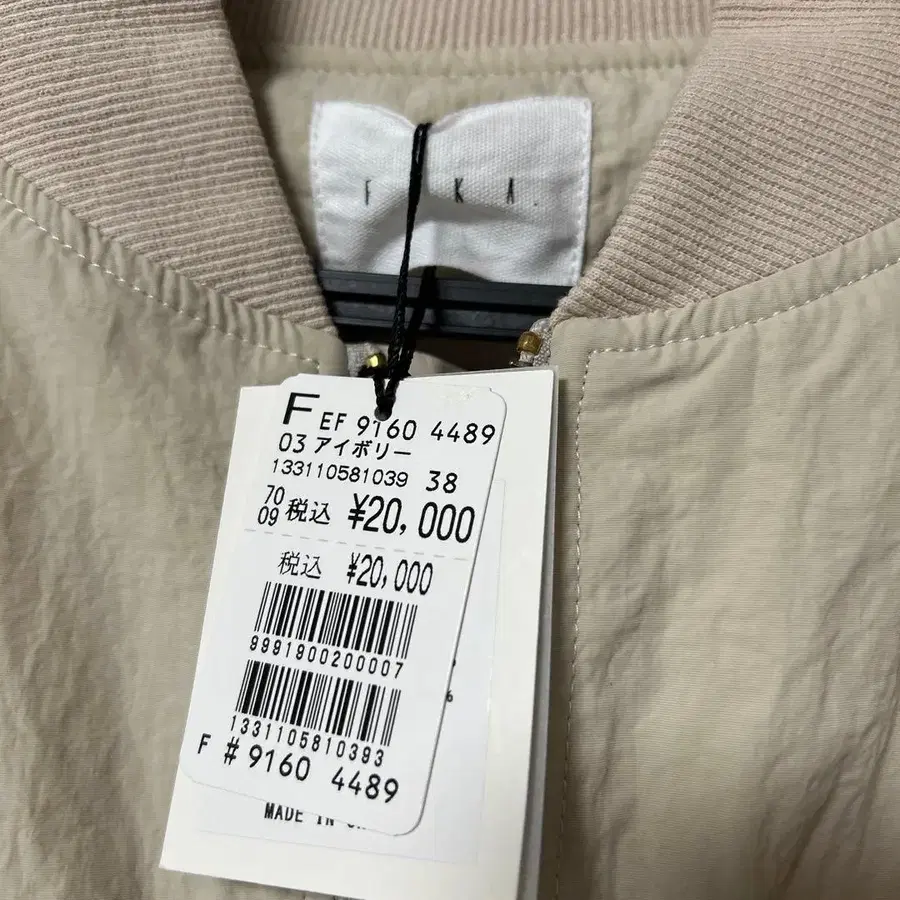 F KA.
F EF 9160 4489
03 アイボリー
133110581039 38
70
09 税込 ¥20,000
税込 ¥20,000
9991900200007
1331105810393
F # 9160 4489
MADE IN